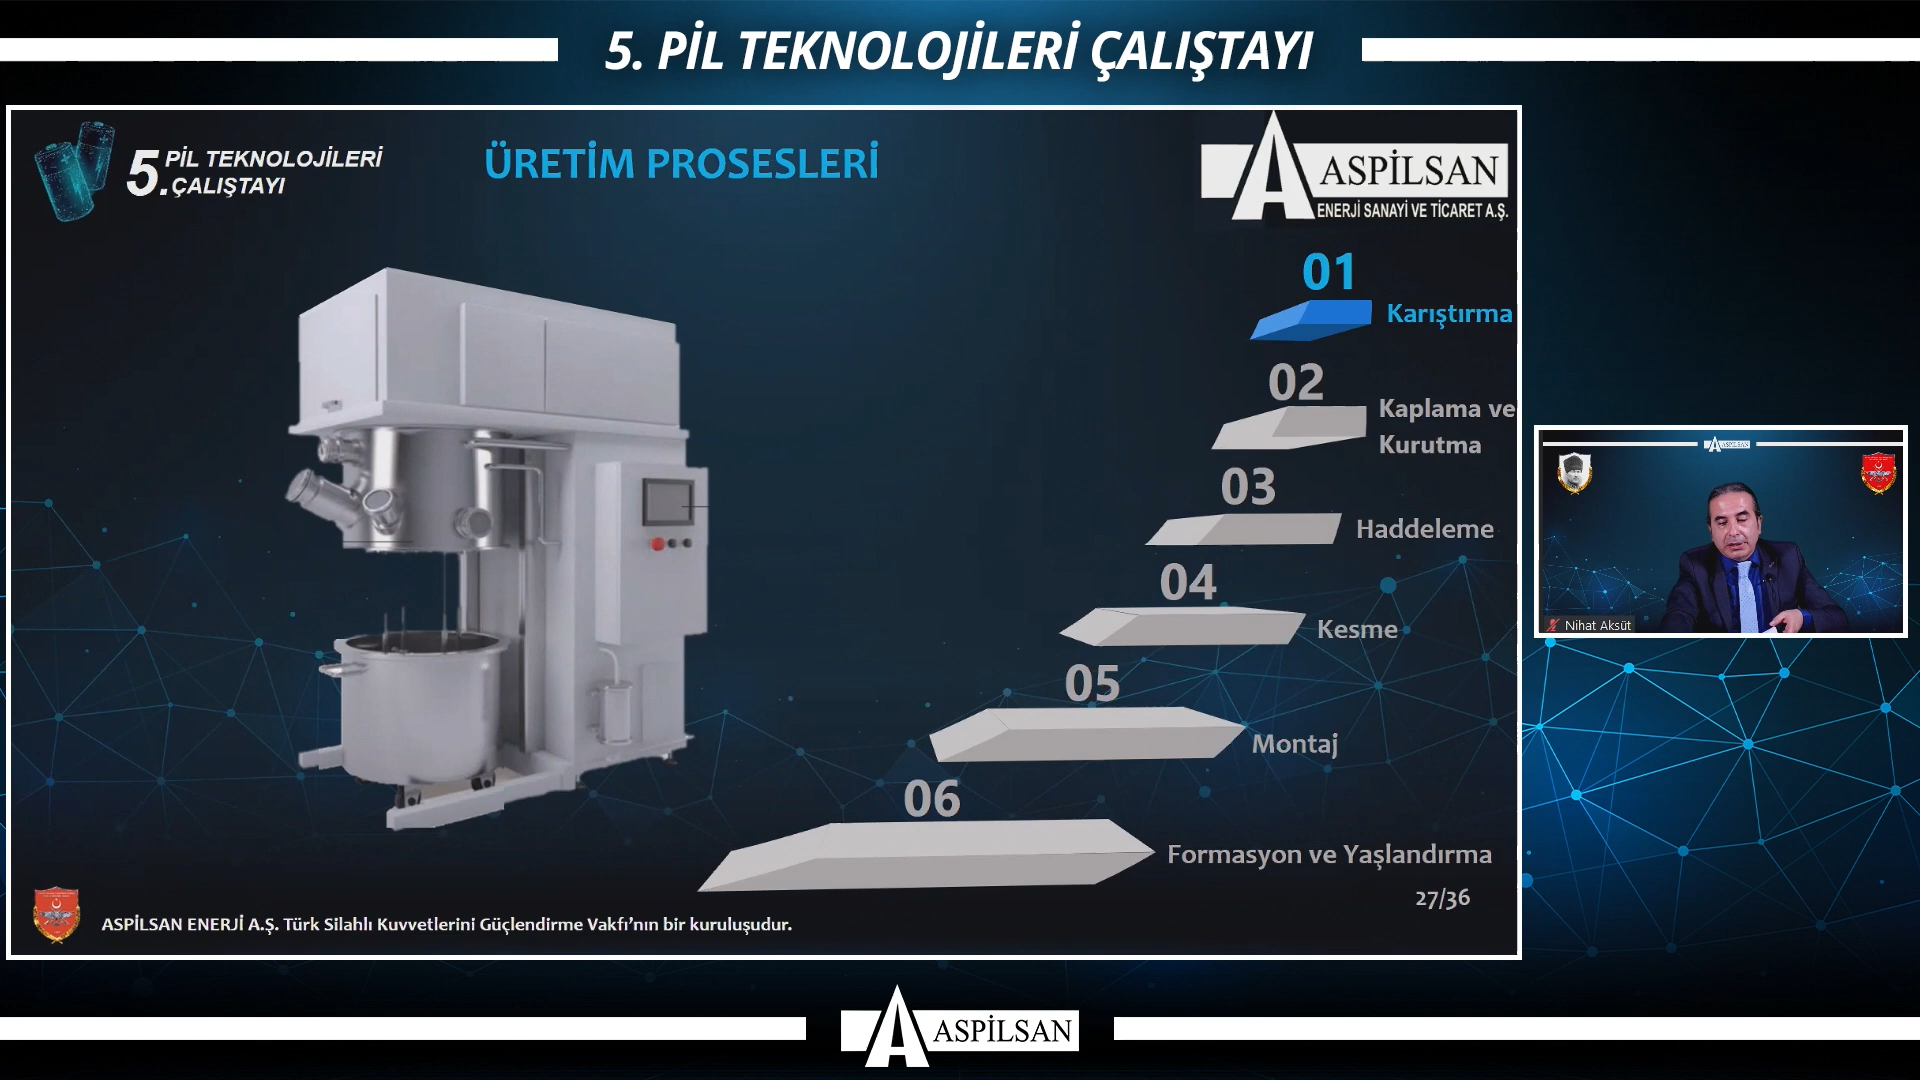 5. PİL TEKNOLOJİLERİ ÇALIŞTAYI
5. PİL TEKNOLOJİLERİ
ÇALIŞTAYI
ÜRETİM PROSESLERİ
ASPİLSAN
ENERJİ SANAYİ VE TİCARET A.Ş.
01
Karıştırma
02
Kaplama ve
Kurutma
03
Haddeleme
04
Kesme
05
Montaj
06
Formasyon ve Yaşlandırma
27/36
ASPİLSAN ENERJİ A.Ş. Türk Silahlı Kuvvetlerini Güçlendirme Vakfı’nın bir kuruluşudur.
ASPİLSAN
Nihat Aksüt
ASPİLSAN